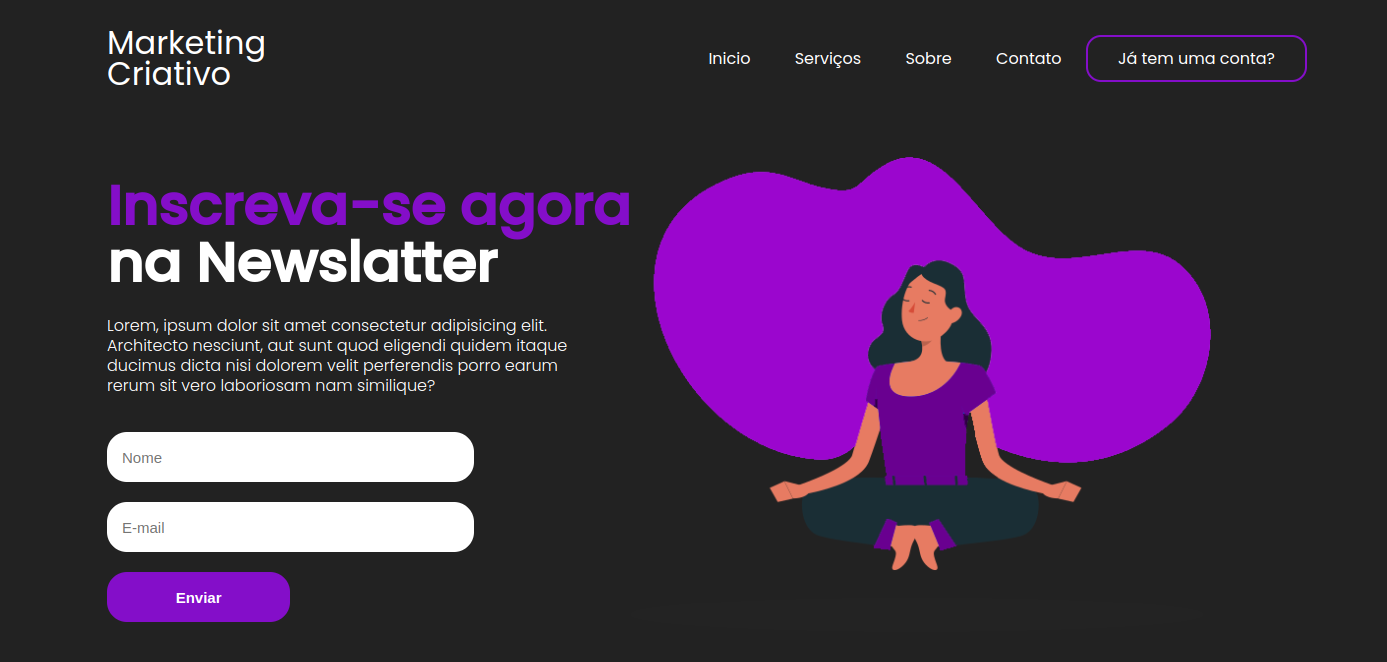 Marketing
Criativo
Inicio
Serviços
Sobre
Contato
Já tem uma conta?
Inscreva-se agora
na Newslatter
Lorem, ipsum dolor sit amet consectetur adipisicing elit.
Architecto nesciunt, aut sunt quod eligendi quidem itaque
ducimus dicta nisi dolorem velit perferendis porro earum
rerum sit vero laboriosam nam similique?
Nome
E-mail
Enviar